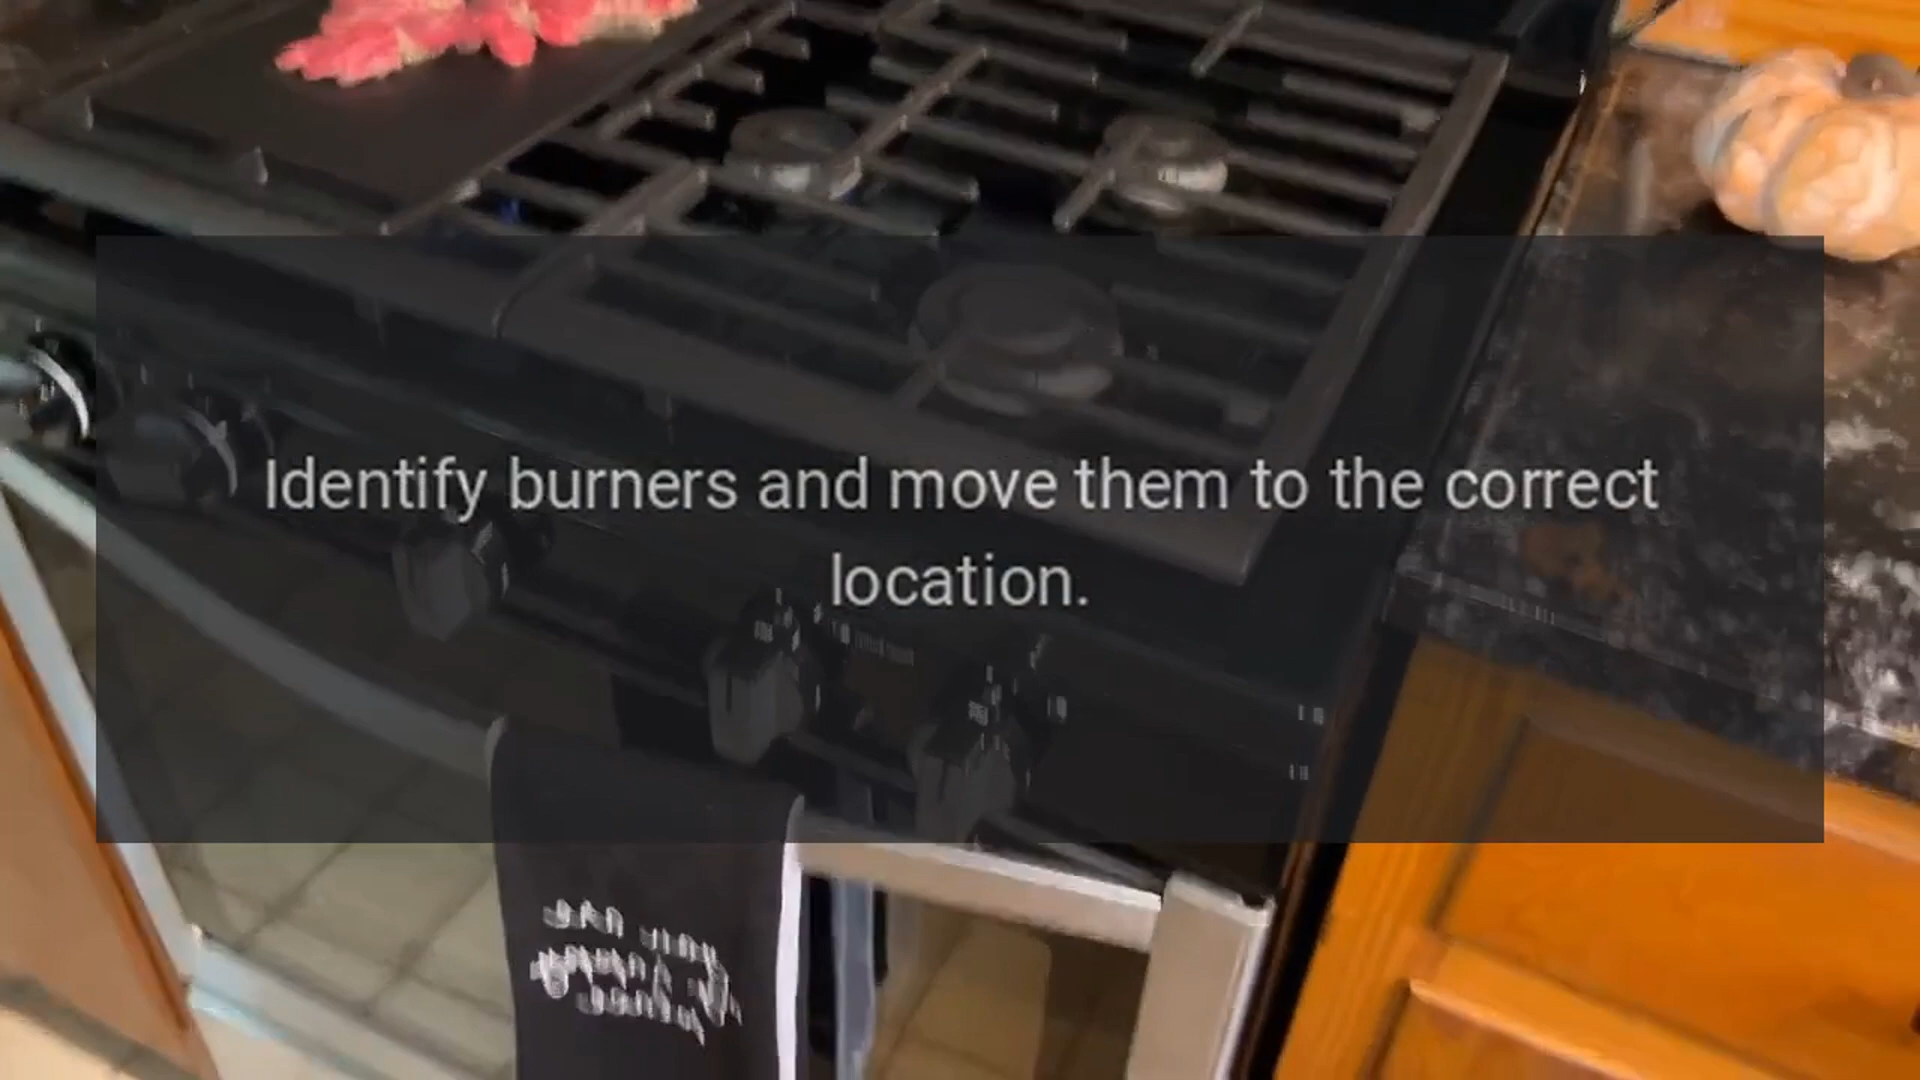 Identify burners and move them to the correct
location.